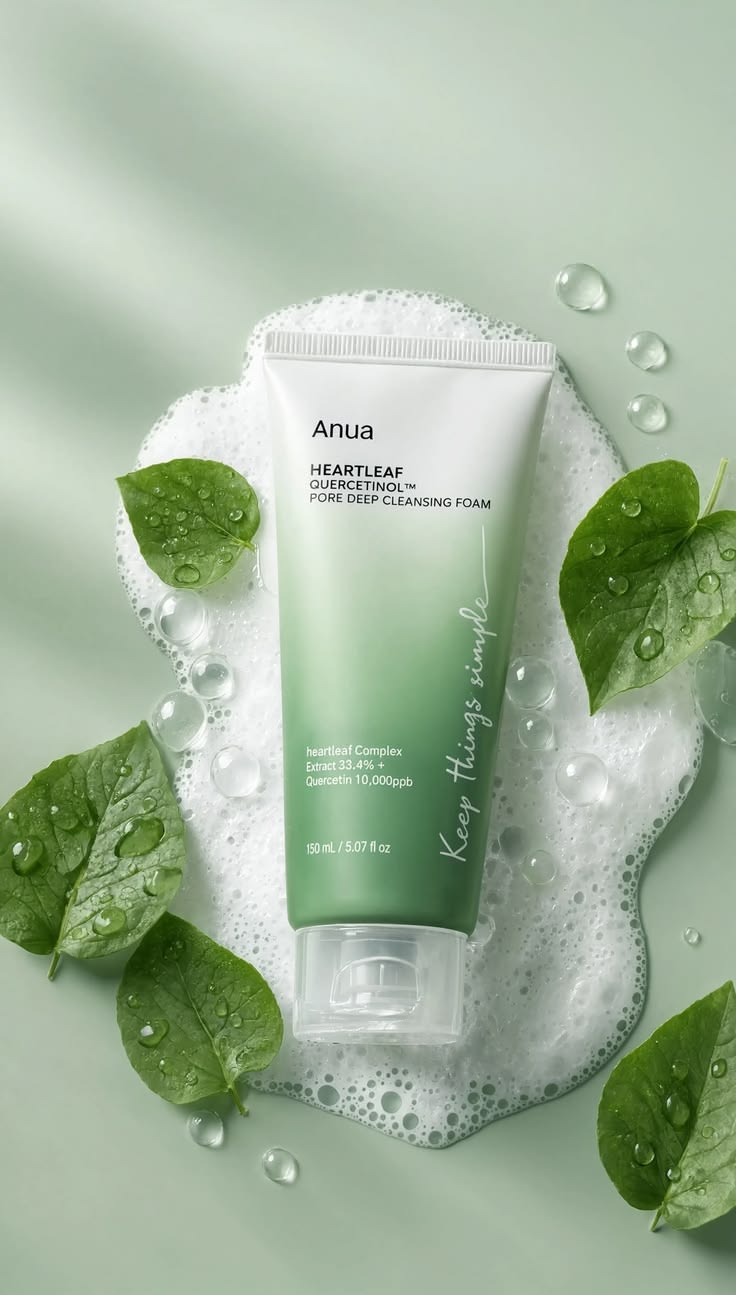 Anua
HEARTLEAF
QUERCETINOL™
PORE DEEP CLEANSING FOAM
Keep things simple
heartleaf Complex
Extract 33.4% +
Quercetin 10,000ppb
150 mL / 5.07 fl oz